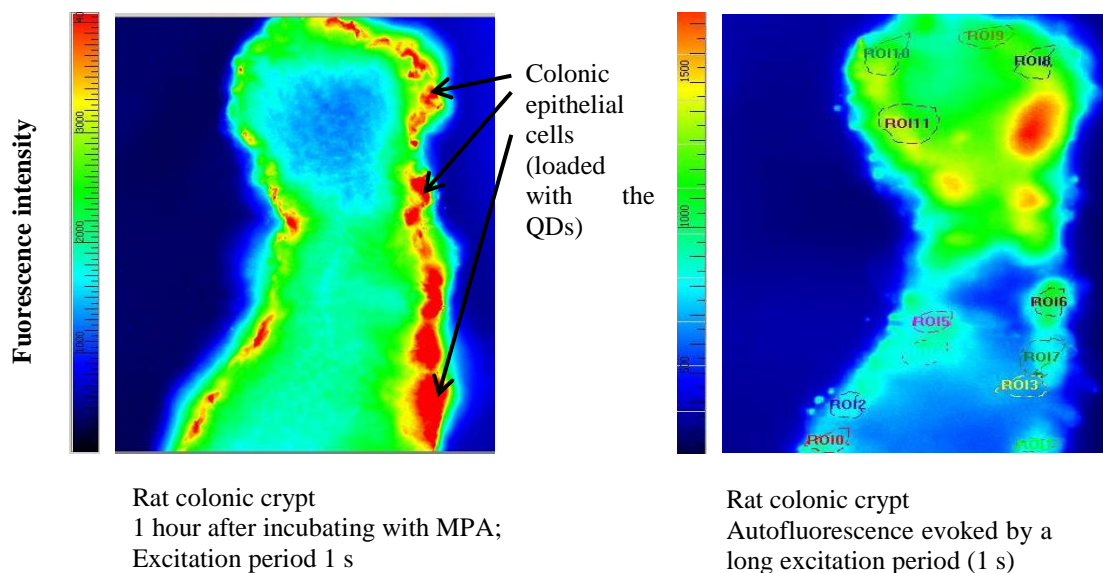 Fuorescence intensity
3000
2000
1000
Colonic
epithelial
cells
(loaded
with the
QDs)
1500
1000
ROI10
ROI9
ROI8
ROI11
ROI6
ROI5
ROI7
ROI3
ROI2
ROI0
Rat colonic crypt
1 hour after incubating with MPA;
Excitation period 1 s
Rat colonic crypt
Autofluorescence evoked by a
long excitation period (1 s)